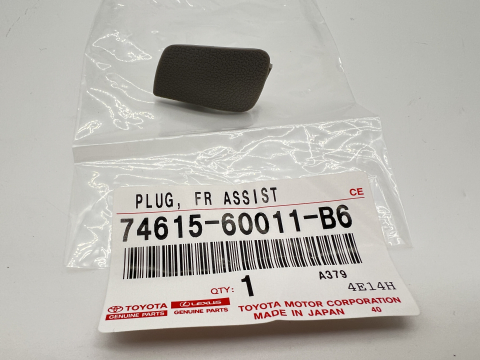 PLUG, FR ASSIST CE
74615-60011-B6
QTY: 1 A379 4E14H
TOYOTA GENUINE PARTS
LEXUS GENUINE PARTS
TOYOTA MOTOR CORPORATION
MADE IN JAPAN 40